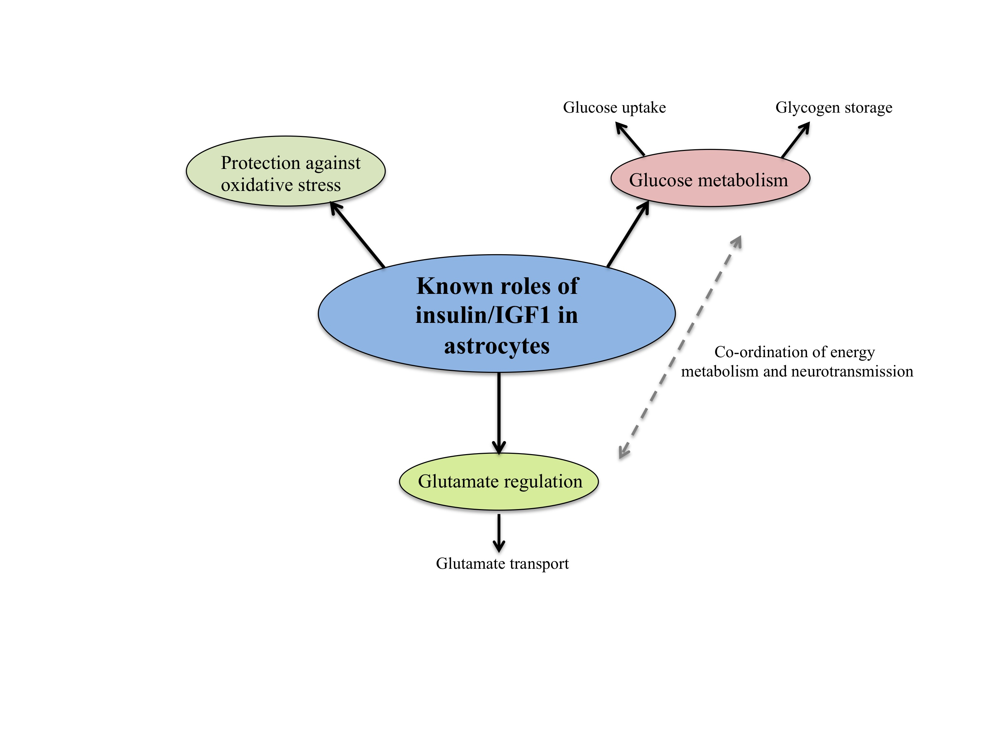 Glucose uptake
Glycogen storage
Protection against
oxidative stress
Glucose metabolism
Known roles of
insulin/IGF1 in
astrocytes
Co-ordination of energy
metabolism and neurotransmission
Glutamate regulation
Glutamate transport